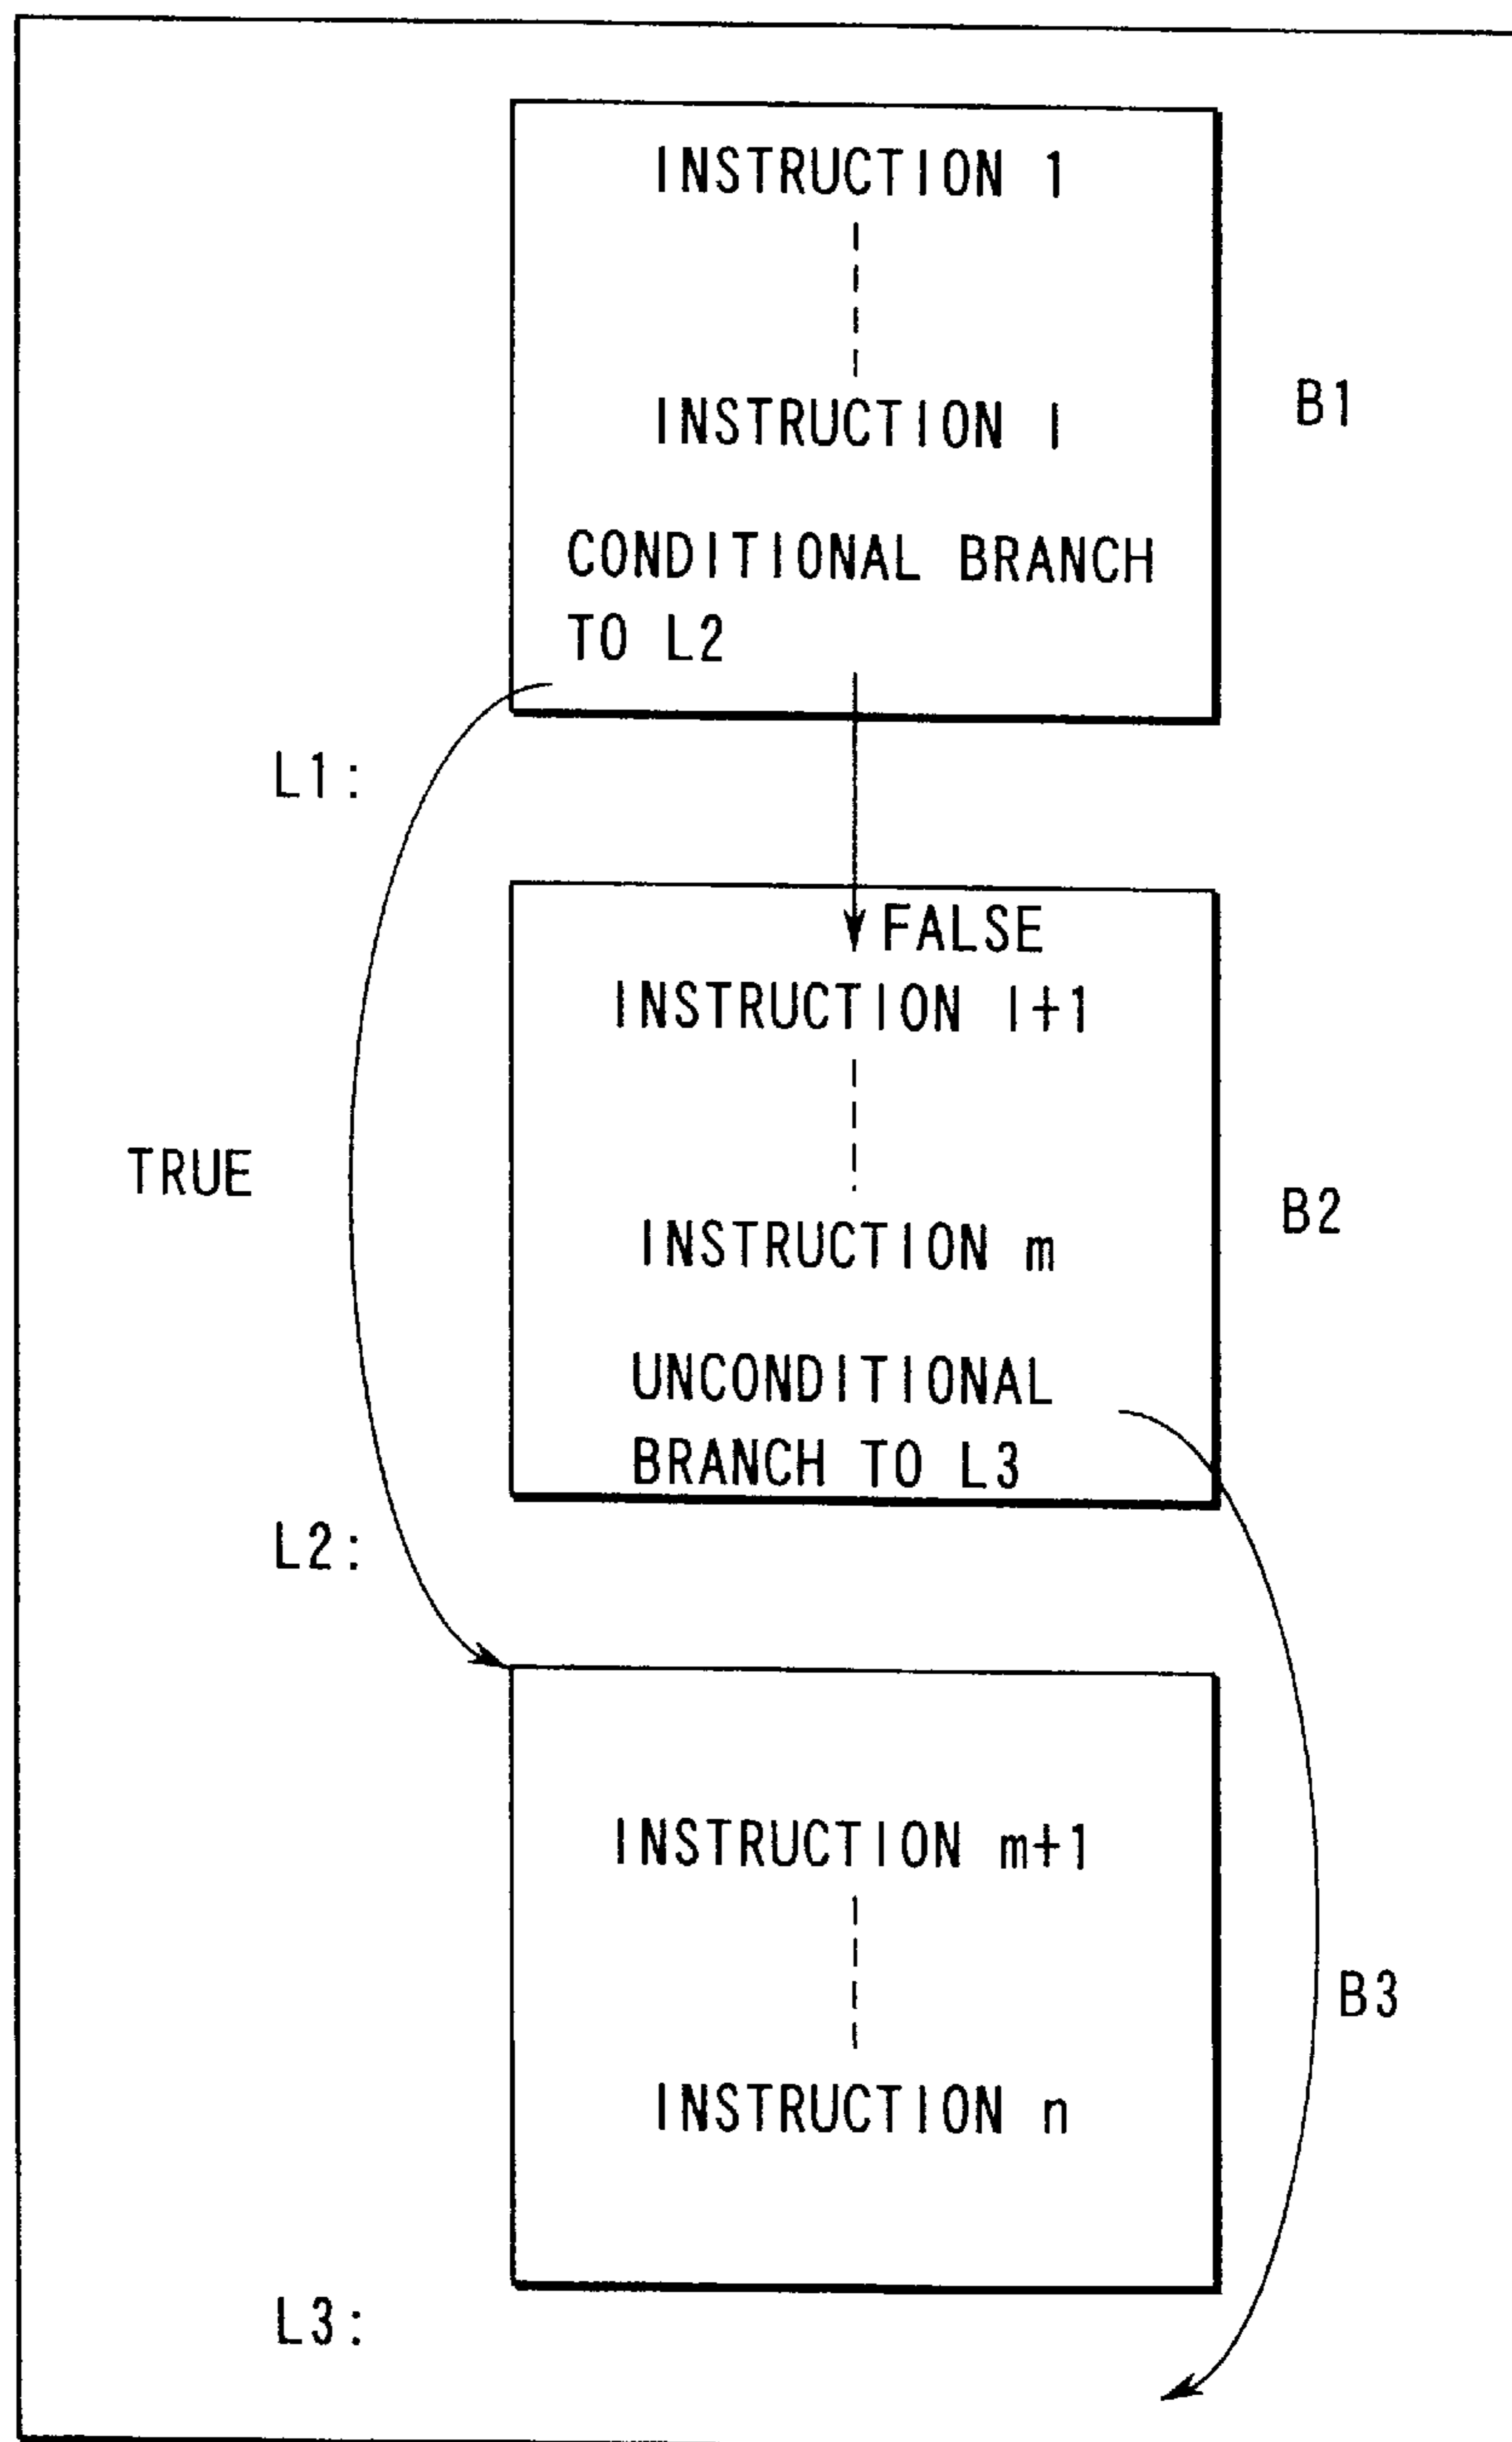 INSTRUCTION 1
INSTRUCTION l
B1
CONDITIONAL BRANCH
TO L2
L1:
FALSE
INSTRUCTION l+1
TRUE
B2
INSTRUCTION m
UNCONDITIONAL
BRANCH TO L3
L2:
INSTRUCTION m+1
B3
INSTRUCTION n
L3: